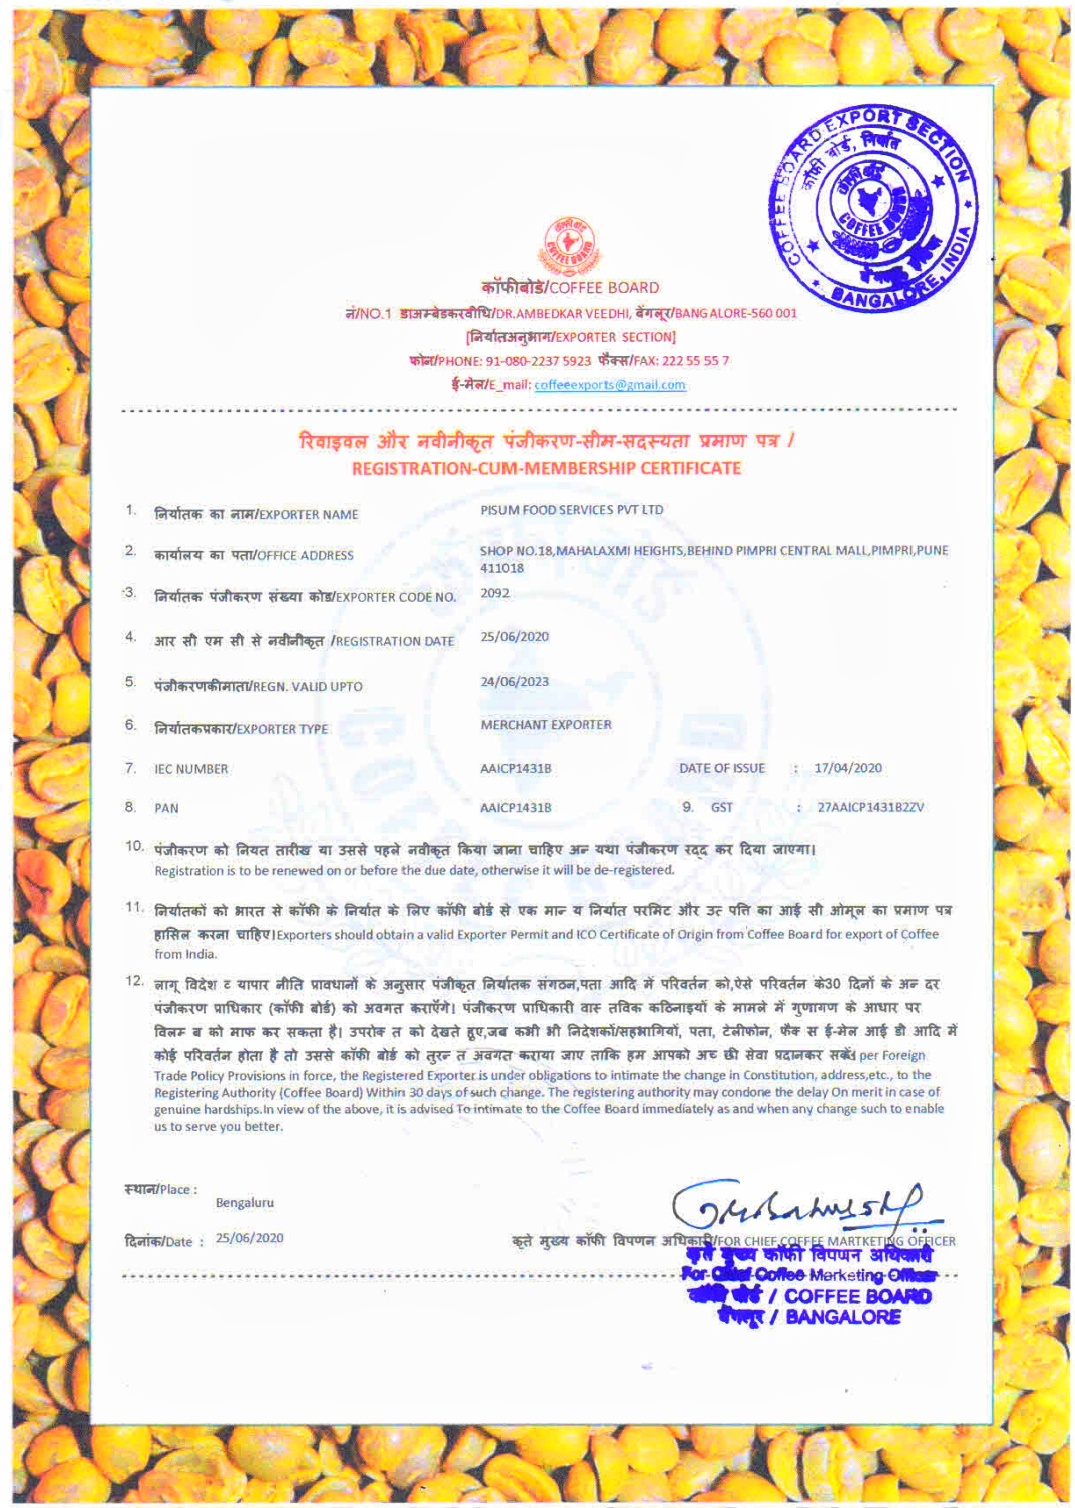 COFFEE BOARD EXPORT SECTION
कॉफी बोर्ड, निर्यात
कॉफी बोर्ड
COFFEE BOARD
BANGALORE, INDIA
कॉफी बोर्ड
COFFEE BOARD
कॉफीबोर्ड/COFFEE BOARD
नं/NO.1 डाअम्बेडकरवीधि/DR.AMBEDKAR VEEDHI, बेंगलूर/BANGALORE-560 001
[निर्यातअनुभाग/EXPORTER SECTION]
फोन/PHONE: 91-080-2237 5923 फैक्स/FAX: 222 55 55 7
ई-मेल/E_mail: coffeeexports@gmail.com
रिवाइवल और नवीनीकृत पंजीकरण-सीम-सदस्यता प्रमाण पत्र /
REGISTRATION-CUM-MEMBERSHIP CERTIFICATE
1. निर्यातक का नाम/EXPORTER NAME PISUM FOOD SERVICES PVT LTD
2. कार्यालय का पता/OFFICE ADDRESS SHOP NO.18,MAHALAXMI HEIGHTS,BEHIND PIMPRI CENTRAL MALL,PIMPRI,PUNE
411018
3. निर्यातक पंजीकरण संख्या कोड/EXPORTER CODE NO. 2092
4. आर सी एम सी से नवीनीकृत /REGISTRATION DATE 25/06/2020
5. पंजीकरणकीमाता/REGN. VALID UPTO 24/06/2023
6. निर्यातकप्रकार/EXPORTER TYPE MERCHANT EXPORTER
7. IEC NUMBER AAICP1431B DATE OF ISSUE : 17/04/2020
8. PAN AAICP1431B 9. GST : 27AAICP1431B2ZV
10. पंजीकरण को नियत तारीख या उससे पहले नवीकृत किया जाना चाहिए अन यथा पंजीकरण रदद कर दिया जाएगा।
Registration is to be renewed on or before the due date, otherwise it will be de-registered.
11. निर्यातकों को भारत से कॉफी के निर्यात के लिए कॉफी बोर्ड से एक मान य निर्यात परमिट और उत पत्ति का आई सी ओमूल का प्रमाण पत्र
हासिल करना चाहिए।Exporters should obtain a valid Exporter Permit and ICO Certificate of Origin from Coffee Board for export of Coffee
from India.
12. लागू विदेश व यापार नीति प्रावधानों के अनुसार पंजीकृत निर्यातक संगठन,पता आदि में परिवर्तन को,ऐसे परिवर्तन के30 दिनों के अन दर
पंजीकरण प्राधिकार (कॉफी बोर्ड) को अवगत कराएँगे। पंजीकरण प्राधिकारी वास तविक कठिनाइयों के मामले में गुणागण के आधार पर
विलम ब को माफ कर सकता है। उपरोक त को देखते हुए,जब कभी भी निदेशकों/सहभागियों, पता, टेलीफोन, फैक स ई-मेल आई डी आदि में
कोई परिवर्तन होता है तो उससे कॉफी बोर्ड को तुरन त अवगत कराया जाए ताकि हम आपको अच छी सेवा प्रदानकर सकें। per Foreign
Trade Policy Provisions in force, the Registered Exporter is under obligations to intimate the change in Constitution, address,etc., to the
Registering Authority (Coffee Board) Within 30 days of such change. The registering authority may condone the delay On merit in case of
genuine hardships.In view of the above, it is advised To intimate to the Coffee Board immediately as and when any change such to enable
us to serve you better.
स्थान/Place :
Bengaluru
दिनांक/Date : 25/06/2020
कृते मुख्य कॉफी विपणन अधिकारी/FOR CHIEF COFFEE MARTKETING OFFICER
कृते मुख्य कॉफी विपणन अधिकारी
For Chief Coffee Marketing Officer
कॉफी बोर्ड / COFFEE BOARD
बेंगलूर / BANGALORE